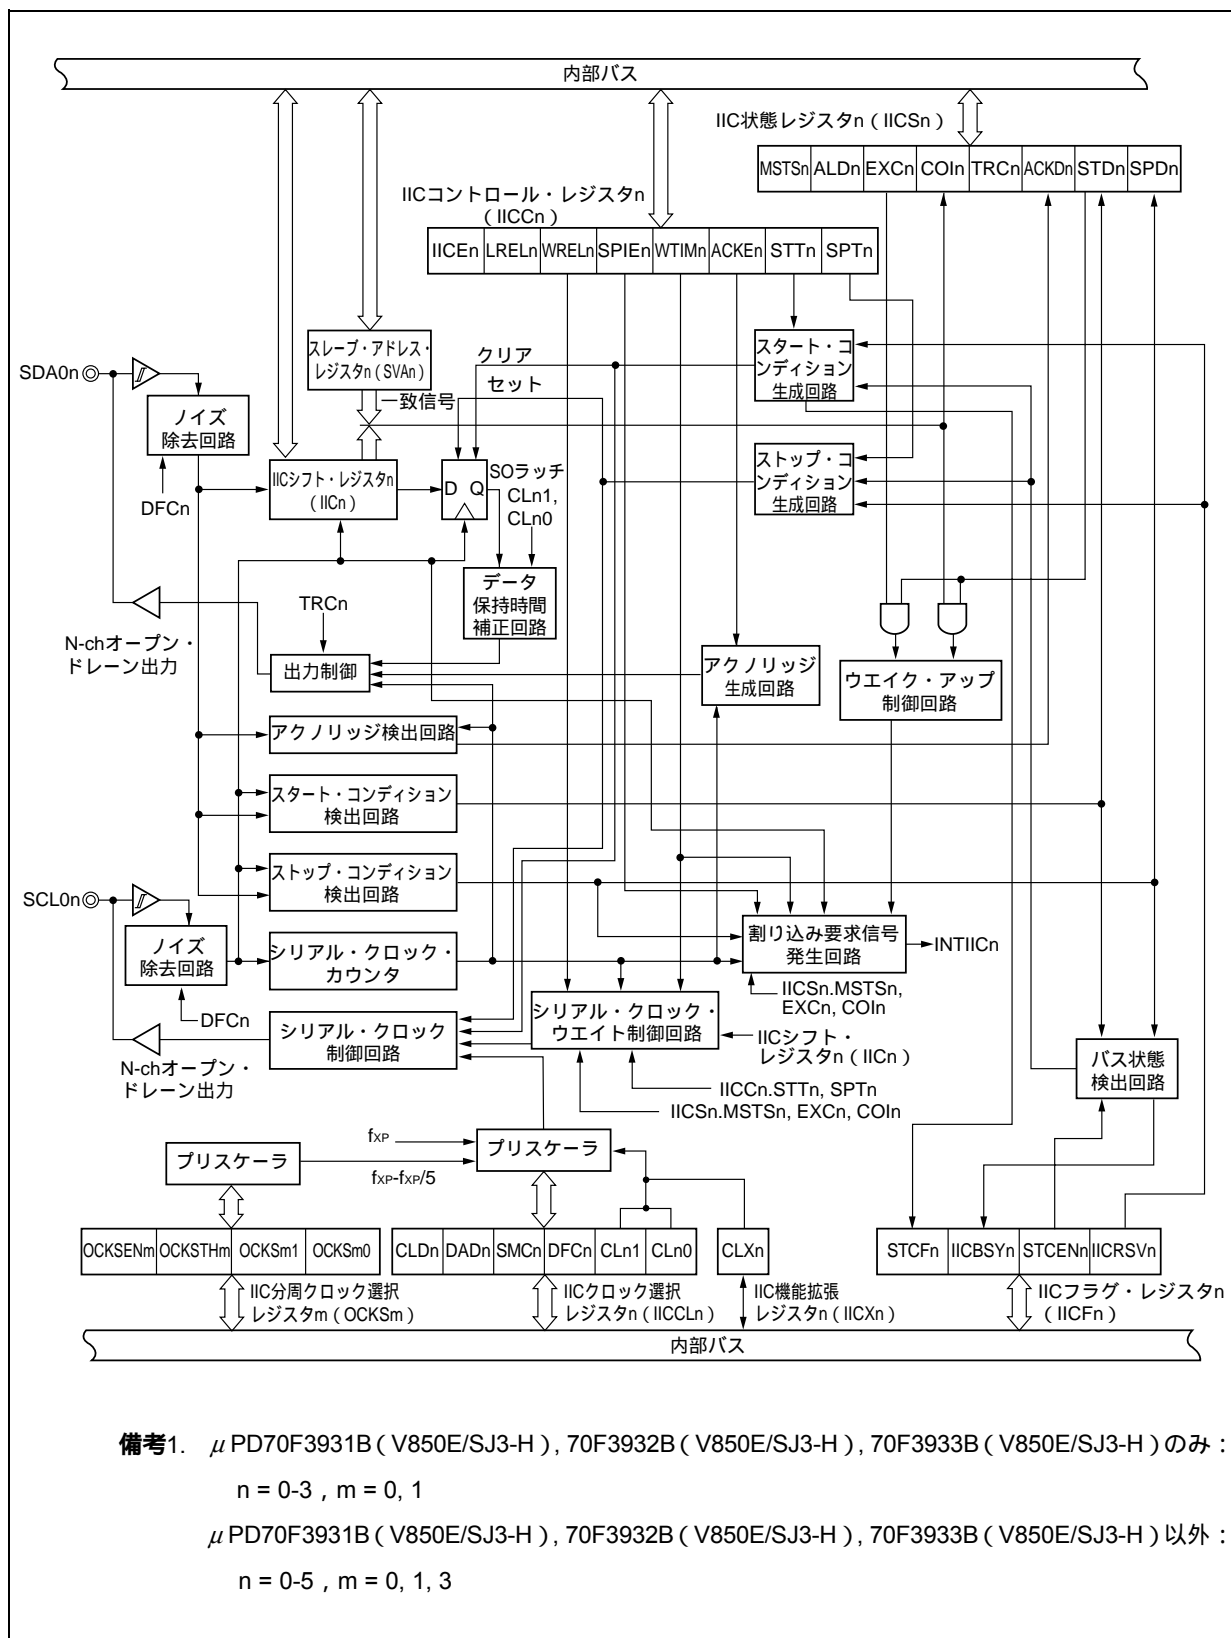 内部バス
IIC状態レジスタn（IICSn）
MSTSn ALDn EXCn COIn TRCn ACKDn STDn SPDn
IICコントロール・レジスタn
（IICCn）
IICEn LRELn WRELn SPIEn WTIMn ACKEn STTn SPTn
スレーブ・アドレス・
レジスタn（SVAn）
クリア
セット
スタート・コ
ンディション
生成回路
SDA0n
一致信号
ノイズ
除去回路
DFCn
IICシフト・レジスタn
（IICn）
D Q
SOラッチ
CLn1,
CLn0
ストップ・コ
ンディション
生成回路
データ
保持時間
補正回路
TRCn
N-chオープン・
ドレーン出力
出力制御
アクノリッジ
生成回路
ウエイク・アップ
制御回路
アクノリッジ検出回路
スタート・コンディション
検出回路
ストップ・コンディション
検出回路
SCL0n
ノイズ
除去回路
DFCn
シリアル・クロック・
カウンタ
割り込み要求信号
発生回路
INTIICn
IICSn.MSTSn,
EXCn, COIn
シリアル・クロック
制御回路
シリアル・クロック・
ウエイト制御回路
IICシフト・
レジスタn（IICn）
N-chオープン・
ドレーン出力
バス状態
検出回路
IICCn.STTn, SPTn
IICSn.MSTSn, EXCn, COIn
プリスケーラ
fXP
fXP-fXP/5
プリスケーラ
OCKSENm OCKSTHm OCKSm1 OCKSm0
CLDn DADn SMCn DFCn CLn1 CLn0
CLXn
STCFn IICBSYn STCENn IICRSVn
IIC分周クロック選択
レジスタm（OCKSm）
IICクロック選択
レジスタn（IICCLn）
IIC機能拡張
レジスタn（IICXn）
IICフラグ・レジスタn
（IICFn）
内部バス
備考1. μPD70F3931B（V850E/SJ3-H）, 70F3932B（V850E/SJ3-H）, 70F3933B（V850E/SJ3-H）のみ：
n = 0-3 , m = 0, 1
μPD70F3931B（V850E/SJ3-H）, 70F3932B（V850E/SJ3-H）, 70F3933B（V850E/SJ3-H）以外：
n = 0-5 , m = 0, 1, 3